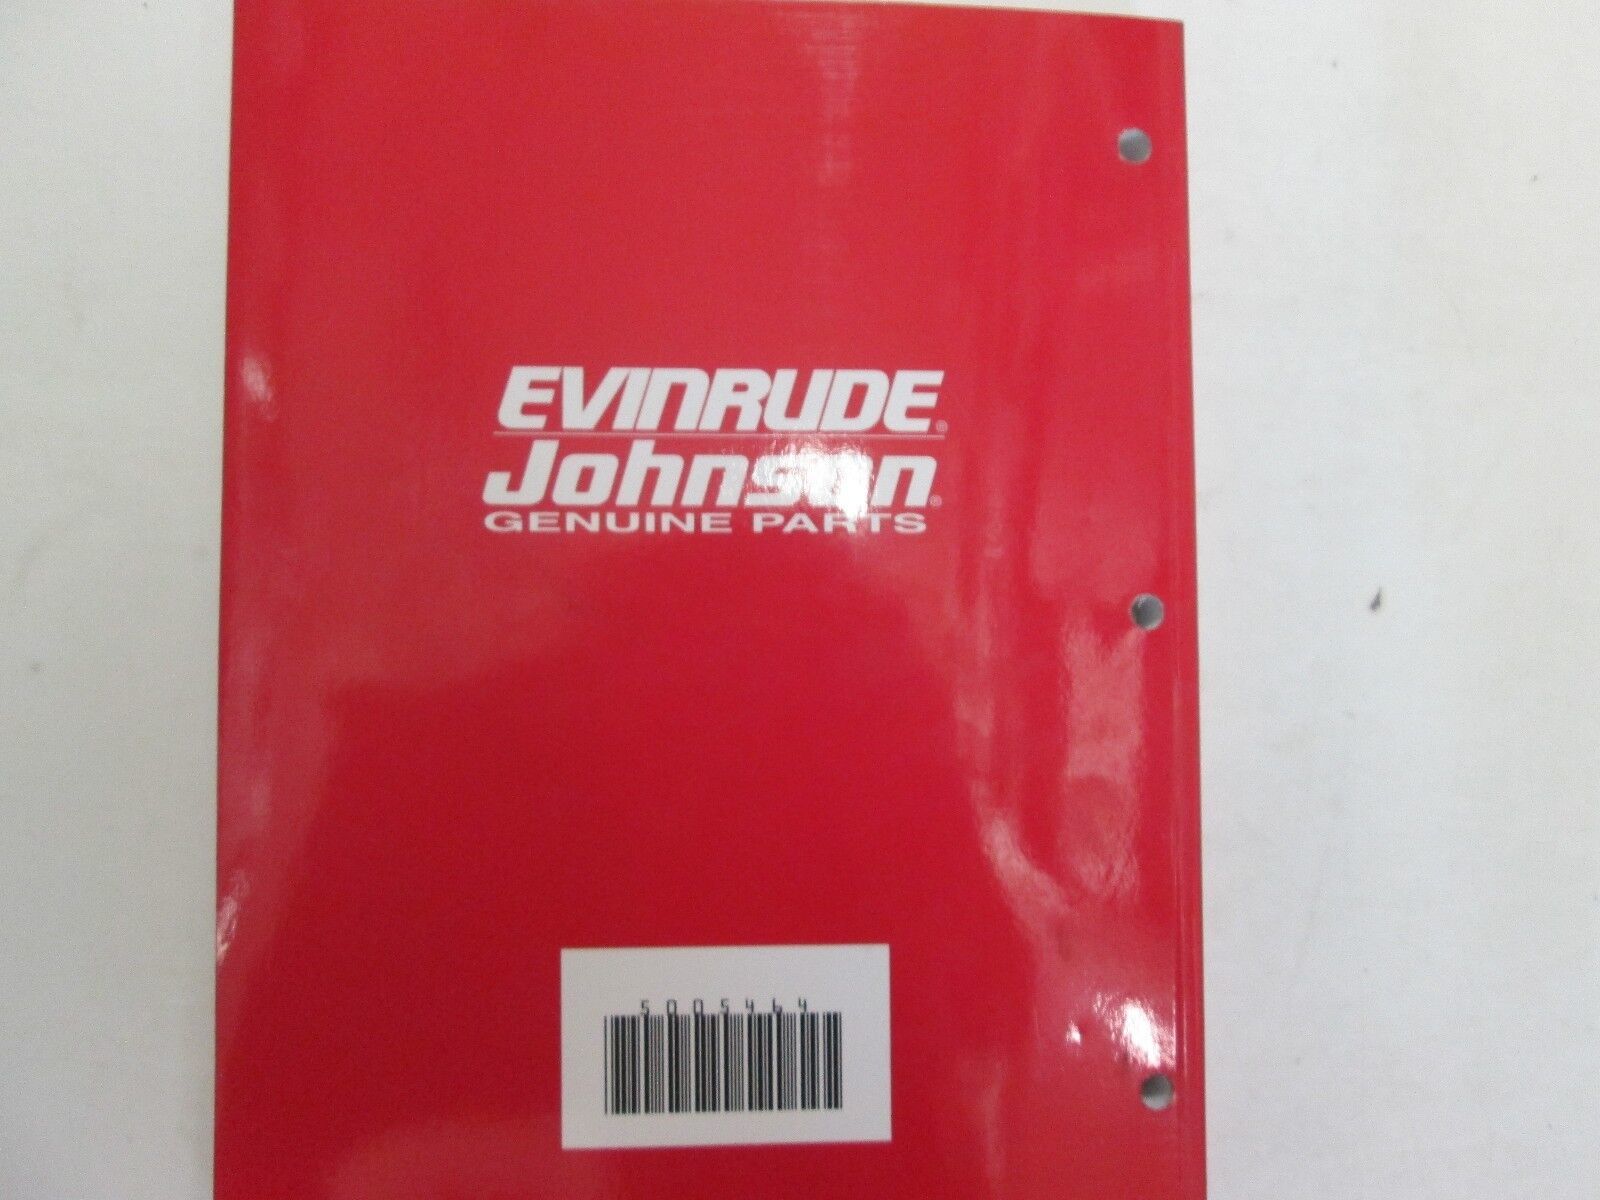 EVINRUDE®
Johnson®
GENUINE PARTS
5005464